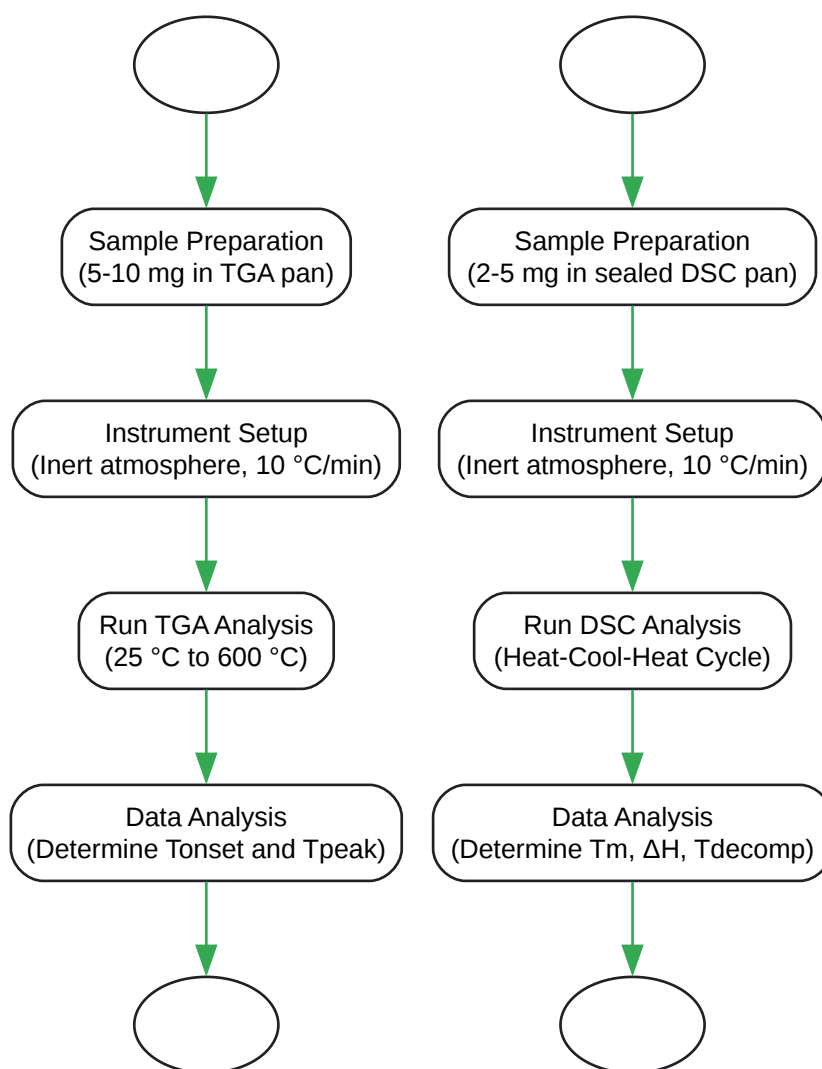 Sample Preparation
(5-10 mg in TGA pan)
Instrument Setup
(Inert atmosphere, 10 °C/min)
Run TGA Analysis
(25 °C to 600 °C)
Data Analysis
(Determine Tonset and Tpeak)
Sample Preparation
(2-5 mg in sealed DSC pan)
Instrument Setup
(Inert atmosphere, 10 °C/min)
Run DSC Analysis
(Heat-Cool-Heat Cycle)
Data Analysis
(Determine Tm, ΔH, Tdecomp)